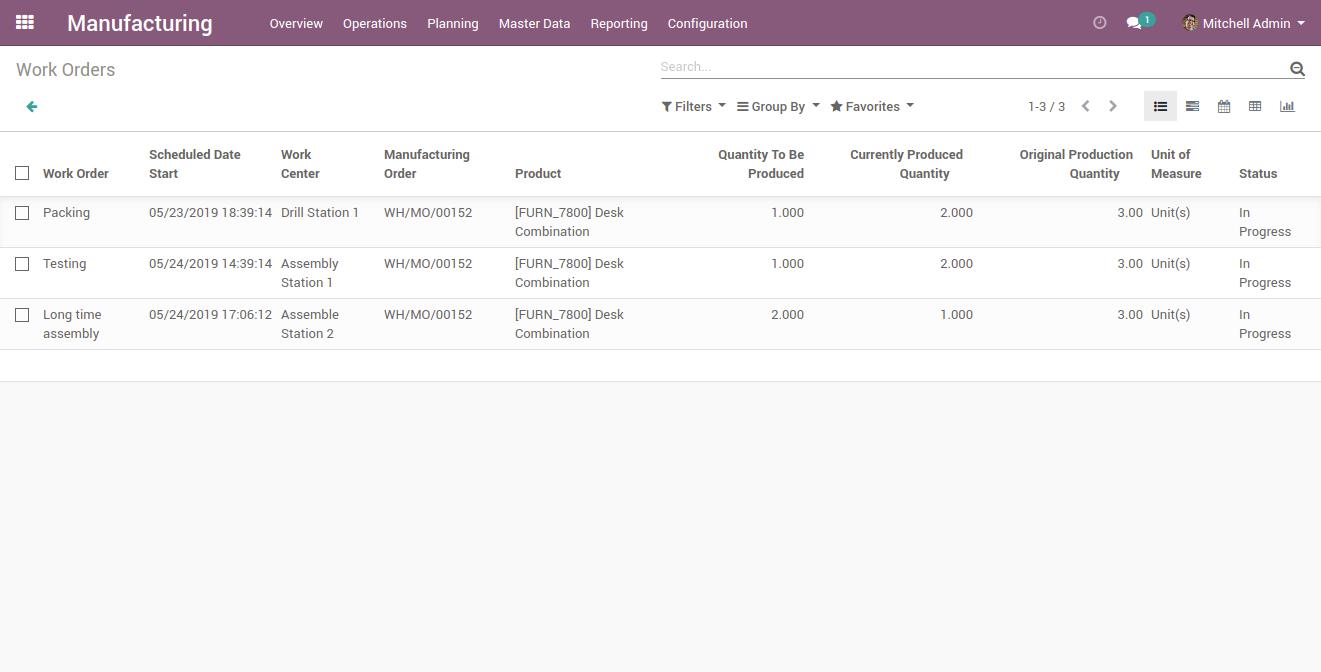 Manufacturing Overview Operations Planning Master Data Reporting Configuration 1 Mitchell Admin
Work Orders Search...
Filters Group By Favorites 1-3 / 3
Work Order Scheduled Date Start Work Center Manufacturing Order Product Quantity To Be Produced Currently Produced Quantity Original Production Quantity Unit of Measure Status
Packing 05/23/2019 18:39:14 Drill Station 1 WH/MO/00152 [FURN_7800] Desk Combination 1.000 2.000 3.00 Unit(s) In Progress
Testing 05/24/2019 14:39:14 Assembly Station 1 WH/MO/00152 [FURN_7800] Desk Combination 1.000 2.000 3.00 Unit(s) In Progress
Long time assembly 05/24/2019 17:06:12 Assemble Station 2 WH/MO/00152 [FURN_7800] Desk Combination 2.000 1.000 3.00 Unit(s) In Progress